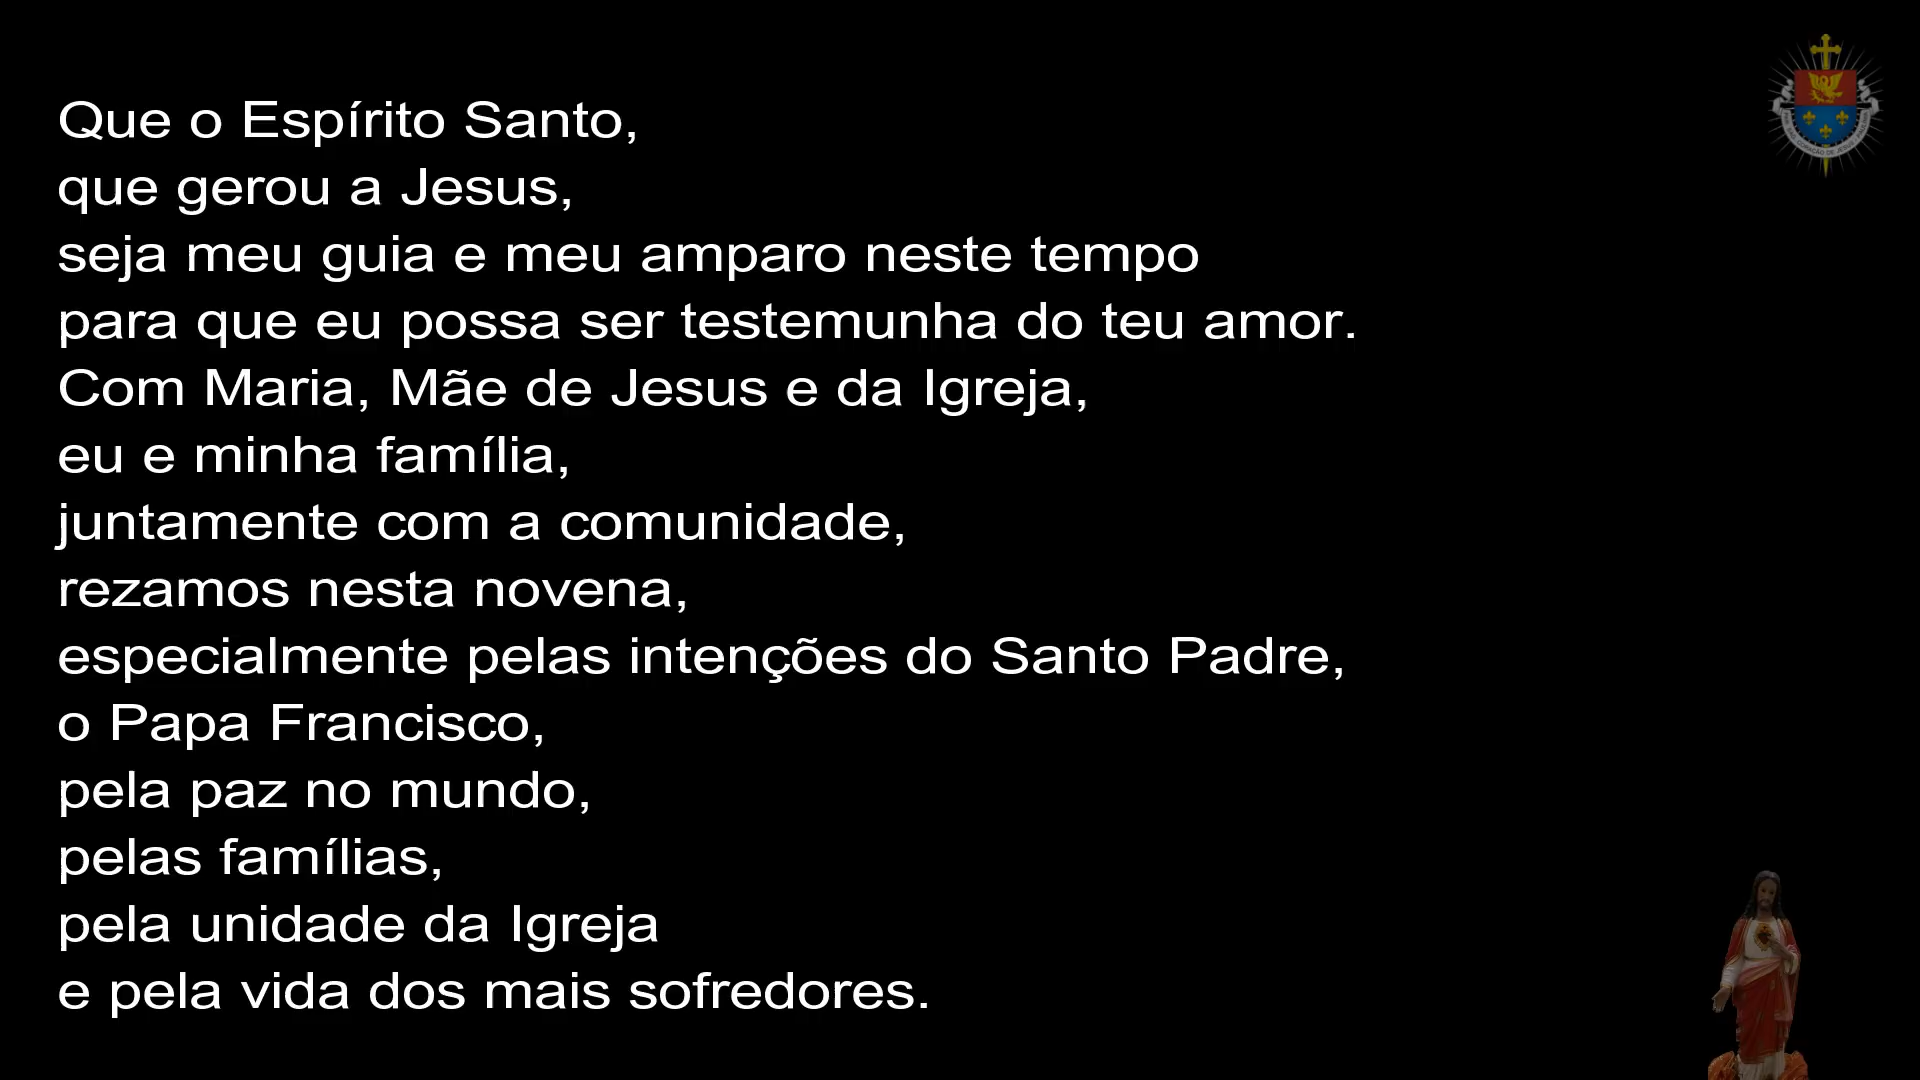 Que o Espírito Santo,
que gerou a Jesus,
seja meu guia e meu amparo neste tempo
para que eu possa ser testemunha do teu amor.
Com Maria, Mãe de Jesus e da Igreja,
eu e minha família,
juntamente com a comunidade,
rezamos nesta novena,
especialmente pelas intenções do Santo Padre,
o Papa Francisco,
pela paz no mundo,
pelas famílias,
pela unidade da Igreja
e pela vida dos mais sofredores.